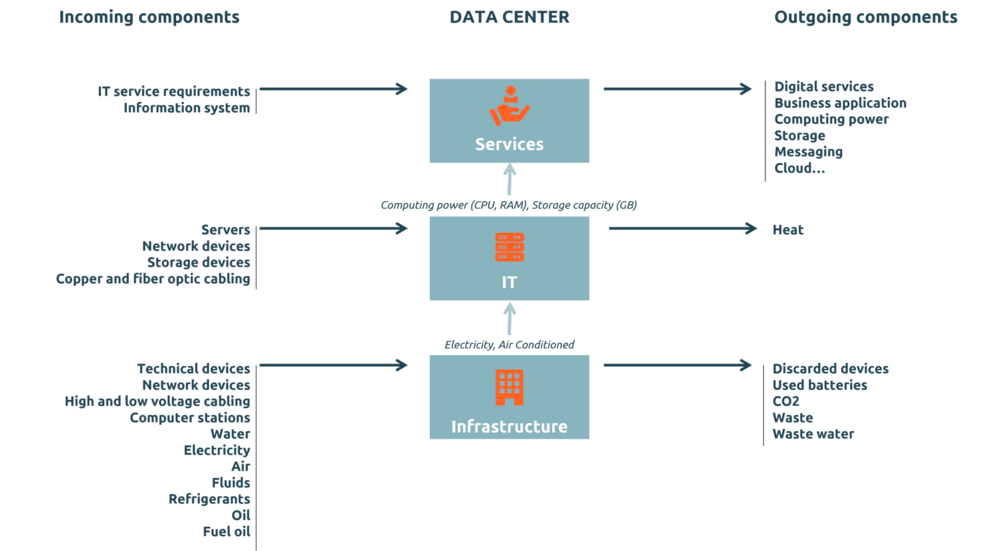 Incoming components
DATA CENTER
Outgoing components
IT service requirements
Information system
Services
Digital services
Business application
Computing power
Storage
Messaging
Cloud...
Computing power (CPU, RAM), Storage capacity (GB)
Servers
Network devices
Storage devices
Copper and fiber optic cabling
IT
Heat
Electricity, Air Conditioned
Technical devices
Network devices
High and low voltage cabling
Computer stations
Water
Electricity
Air
Fluids
Refrigerants
Oil
Fuel oil
Infrastructure
Discarded devices
Used batteries
CO2
Waste
Waste water